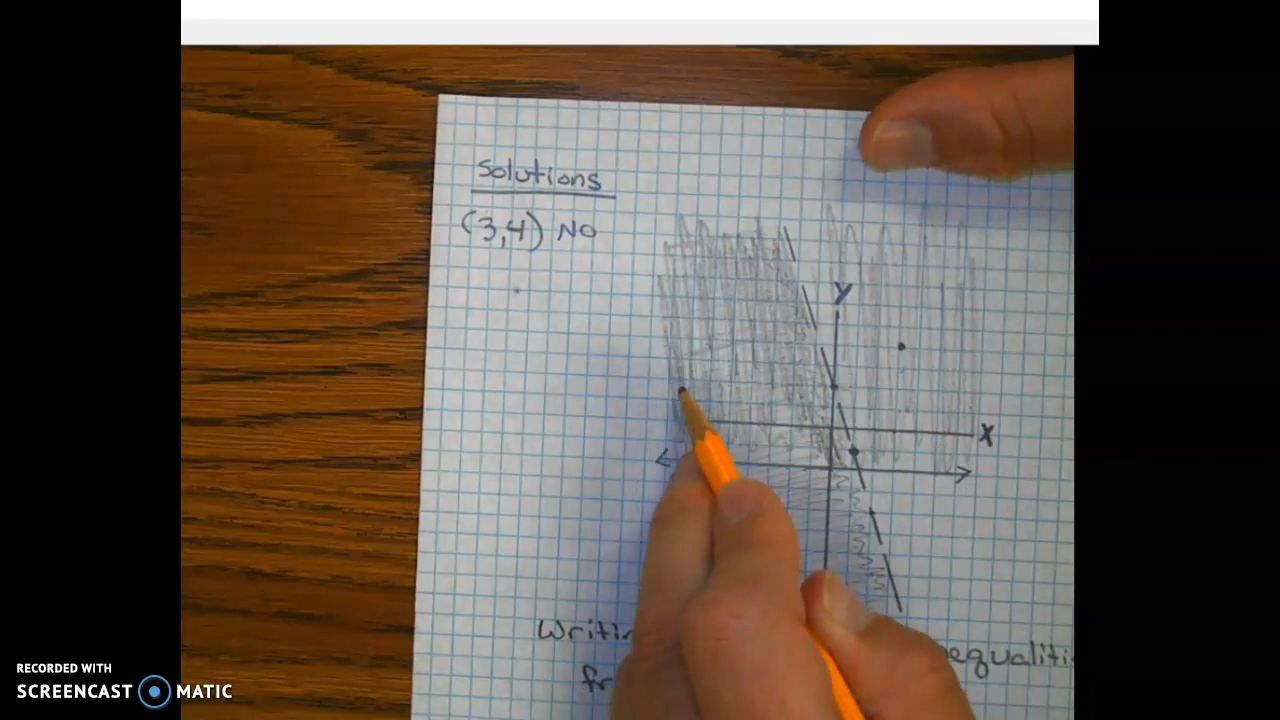 Solutions
(3,4) NO
Y
X
RECORDED WITH
SCREENCAST MATIC